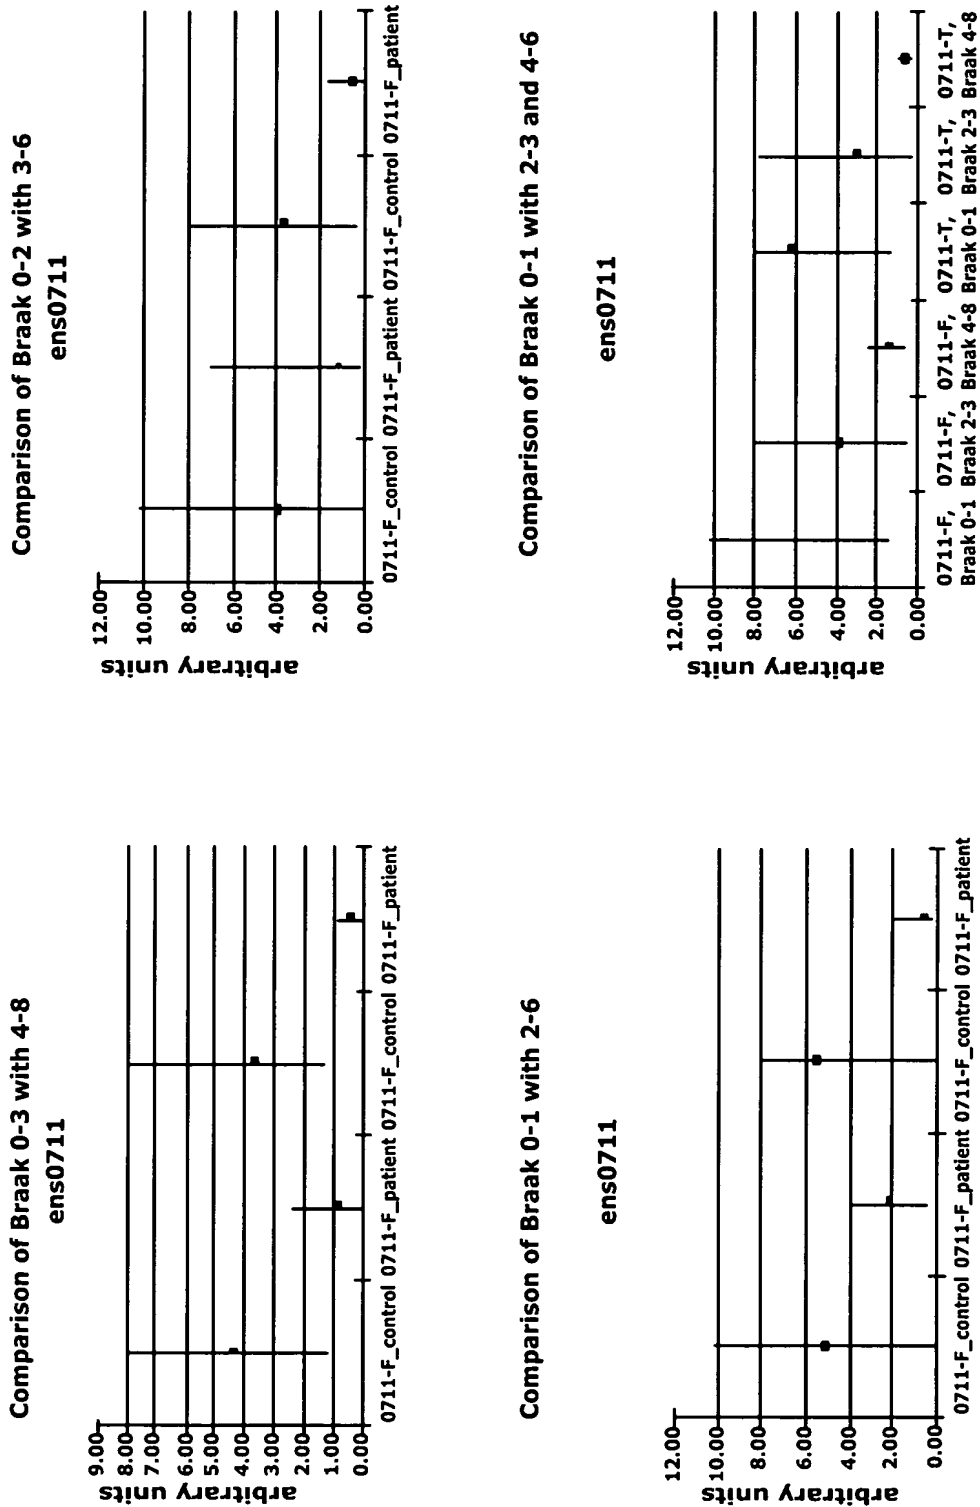 Comparison of Braak 0-3 with 4-8
ens0711
arbitrary units
9.00
8.00
7.00
6.00
5.00
4.00
3.00
2.00
1.00
0.00
0711-F_control 0711-F_patient 0711-F_control 0711-F_patient
Comparison of Braak 0-2 with 3-6
ens0711
arbitrary units
12.00
10.00
8.00
6.00
4.00
2.00
0.00
0711-F_control 0711-F_patient 0711-F_control 0711-F_patient
Comparison of Braak 0-1 with 2-6
ens0711
arbitrary units
12.00
10.00
8.00
6.00
4.00
2.00
0.00
0711-F_control 0711-F_patient 0711-F_control 0711-F_patient
Comparison of Braak 0-1 with 2-3 and 4-6
ens0711
arbitrary units
12.00
10.00
8.00
6.00
4.00
2.00
0.00
0711-F, 0711-F, 0711-F, 0711-T, 0711-T, 0711-T,
Braak 0-1 Braak 2-3 Braak 4-8 Braak 0-1 Braak 2-3 Braak 4-8